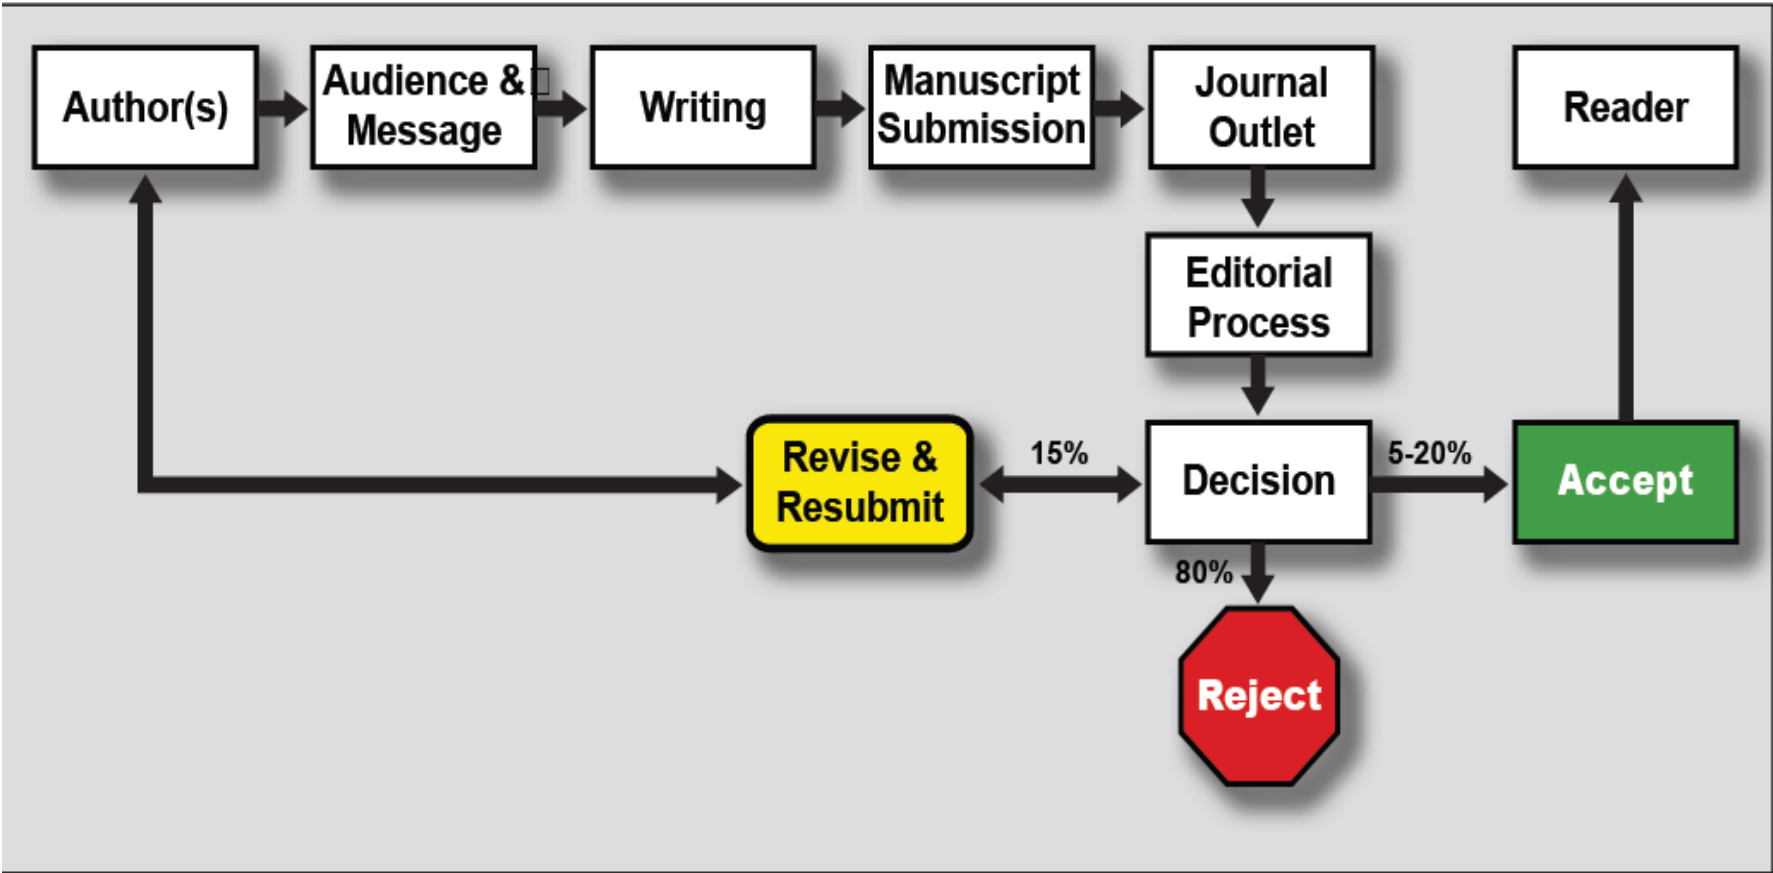 Author(s)
Audience &
Message
Writing
Manuscript
Submission
Journal
Outlet
Reader
Editorial
Process
Revise &
Resubmit
15%
Decision
5-20%
Accept
80%
Reject